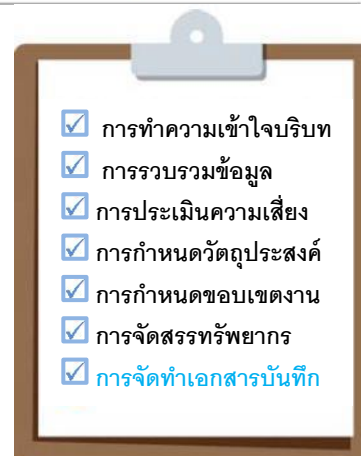 การทำความเข้าใจบริบท
การรวบรวมข้อมูล
การประเมินความเสี่ยง
การกำหนดวัตถุประสงค์
การกำหนดขอบเขตงาน
การจัดสรรทรัพยากร
การจัดทำเอกสารบันทึก